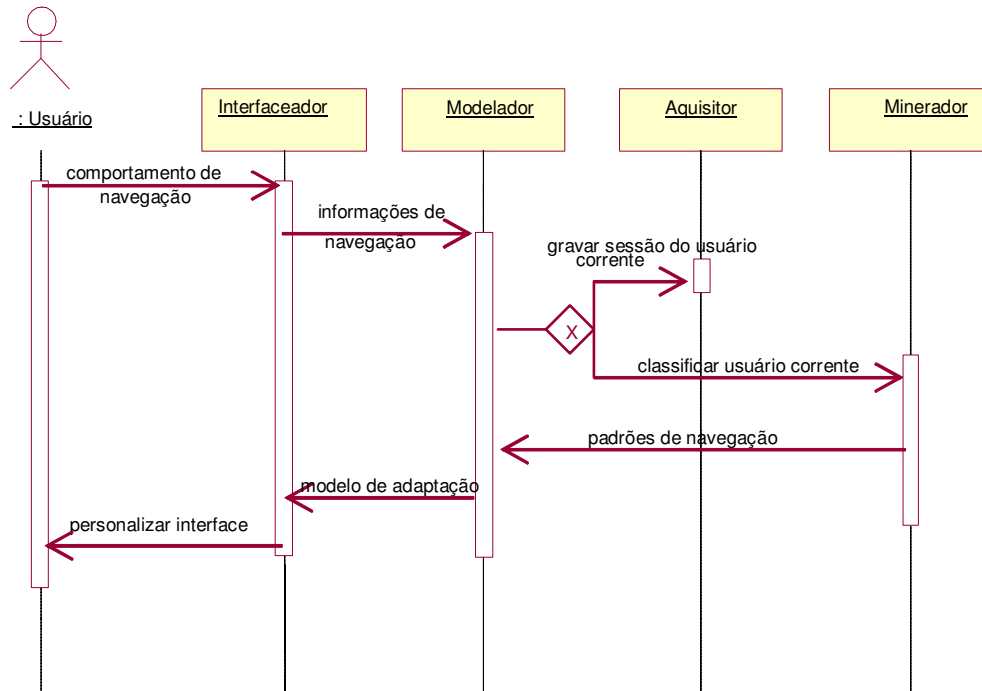 : Usuário
Interfaceador
Modelador
Aquisitor
Minerador
comportamento de
navegação
informações de
navegação
gravar sessão do usuário
corrente
X
classificar usuário corrente
padrões de navegação
modelo de adaptação
personalizar interface